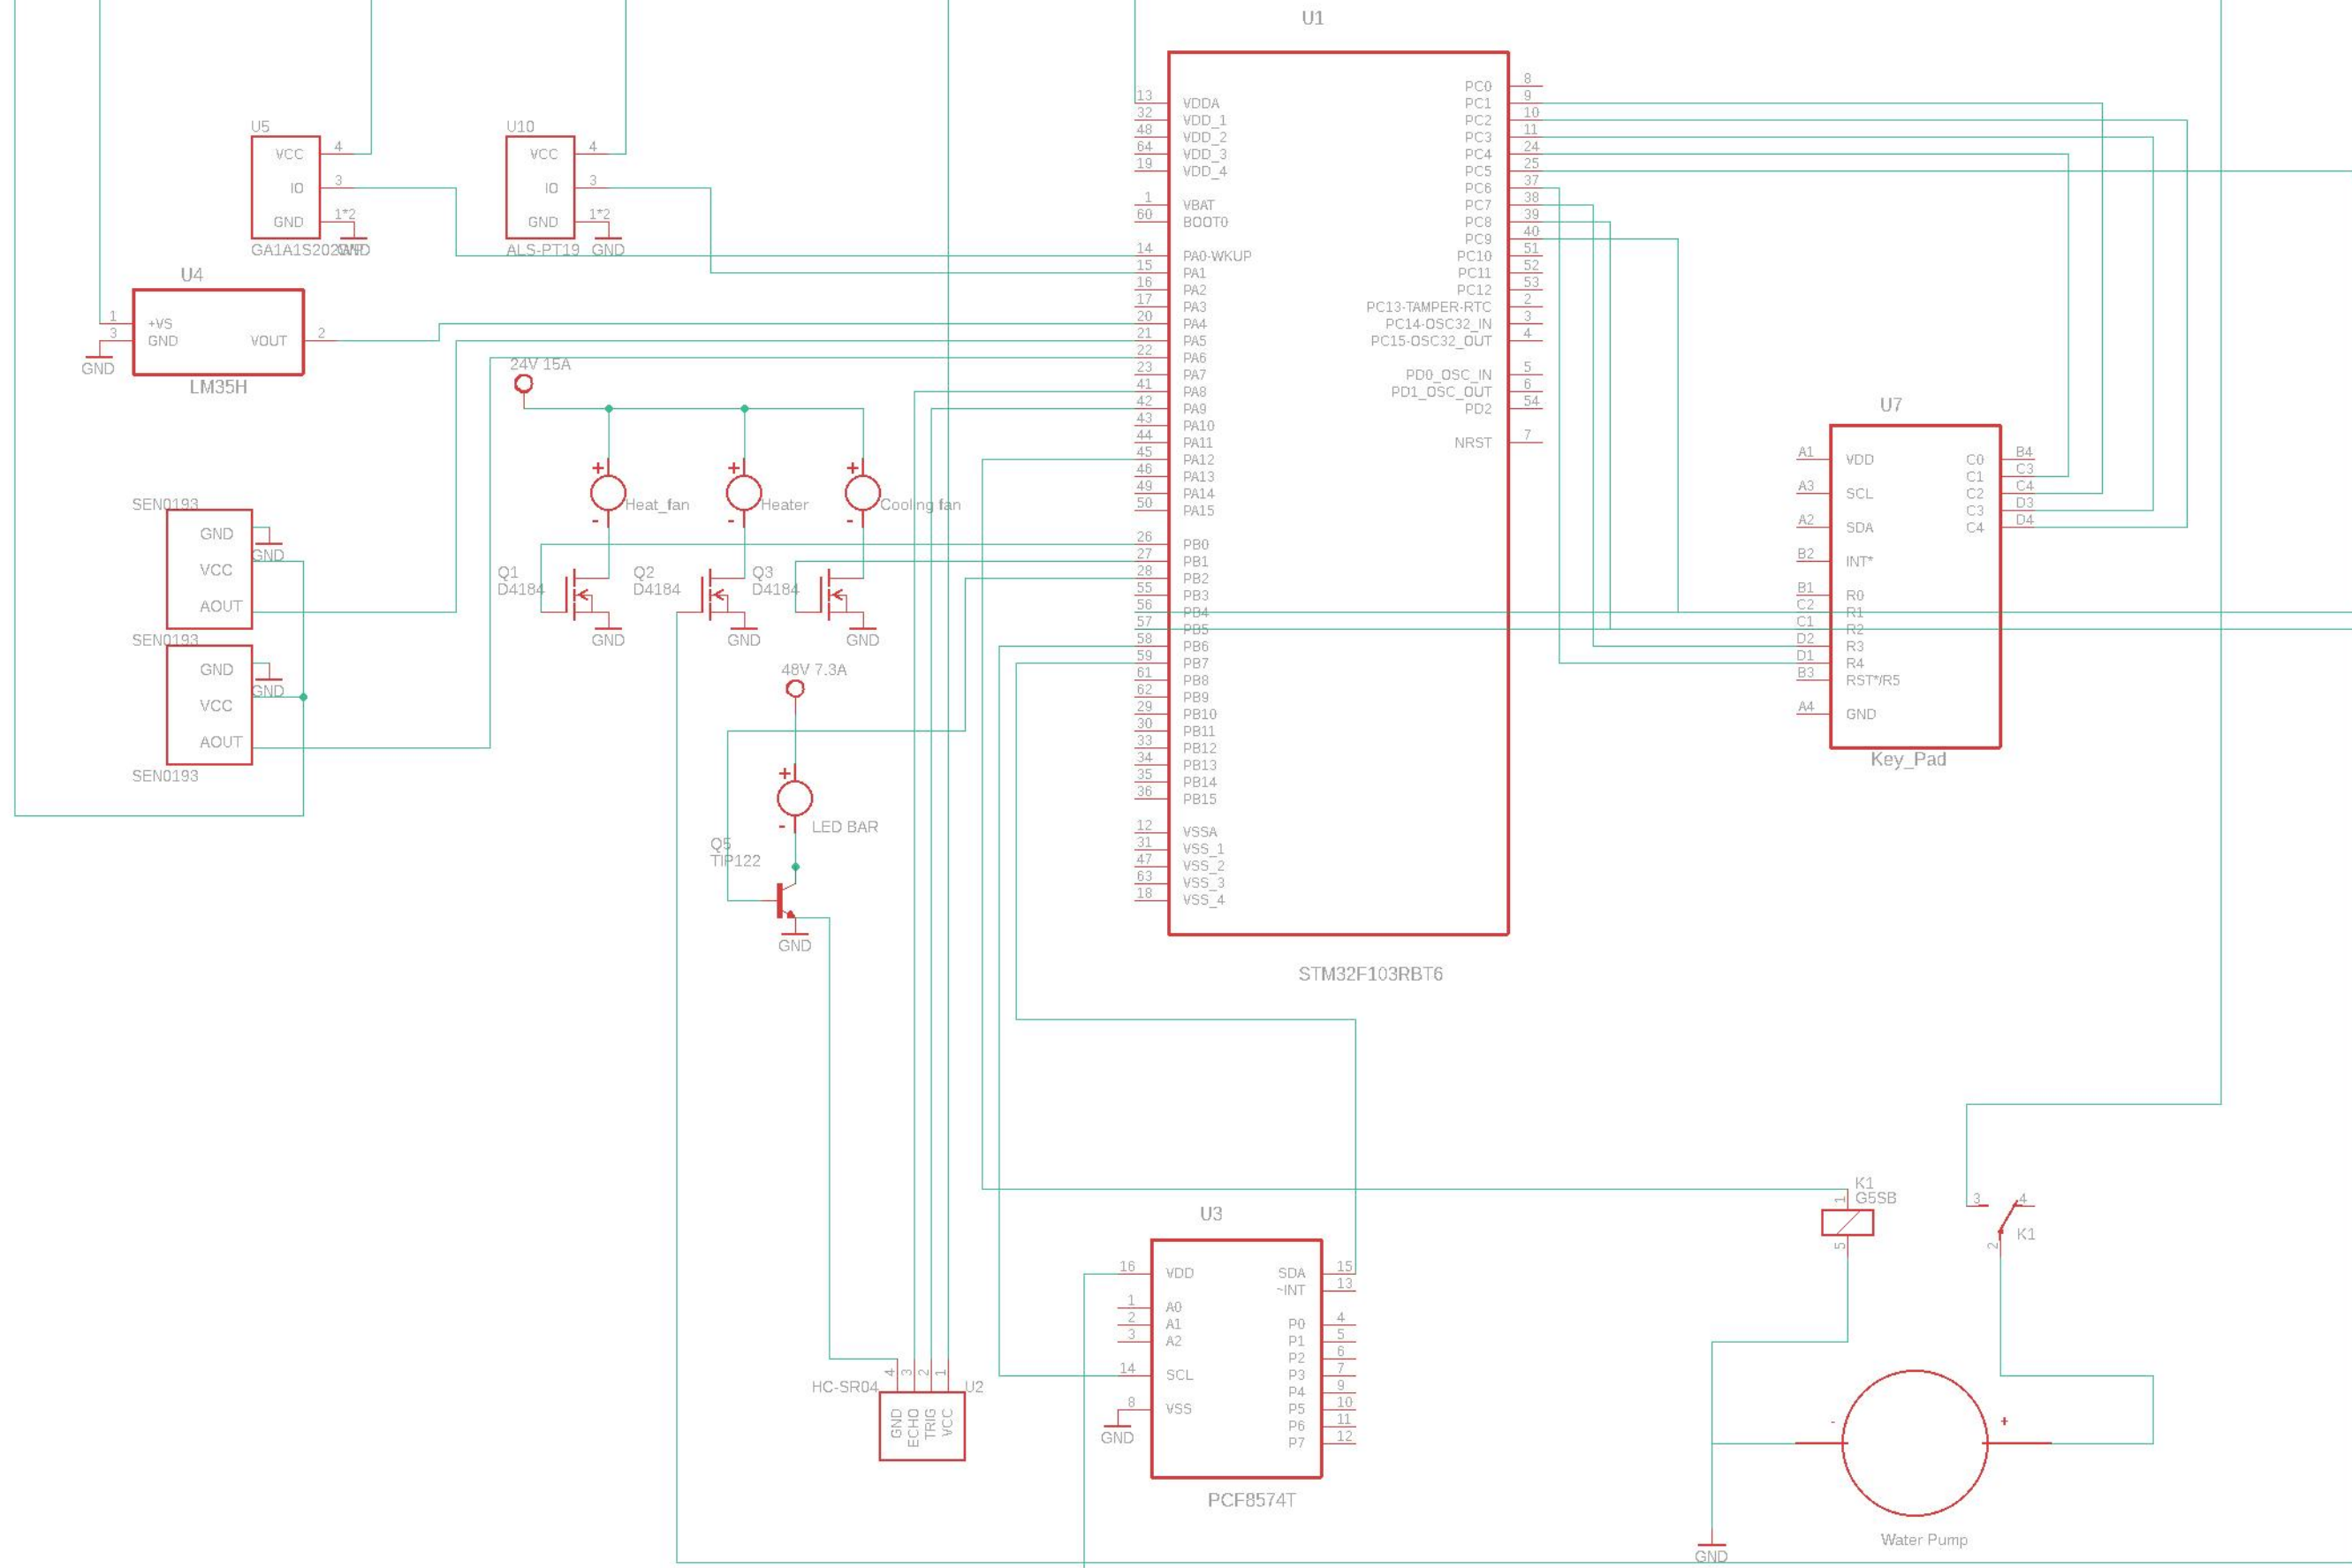 U1
U5
VCC 4
IO 3
GND 1*2
GND
U10
VCC 4
IO 3
GND 1*2
ALS-PT19 GND
U4
1 +VS
3 GND
VOUT 2
GND
LM35H
24V 15A
+ Heat_fan -
+ Heater -
+ Cooling fan -
Q1
D4184
GND
Q2
D4184
GND
Q3
D4184
GND
SEN0193
GND
GND
VCC
AOUT
SEN0193
GND
GND
VCC
AOUT
SEN0193
48V 7.3A
+
-
LED BAR
Q5
TIP122
GND
13 VDDA
32 VDD_1
48 VDD_2
64 VDD_3
19 VDD_4
1 VBAT
60 BOOT0
14 PA0-WKUP
15 PA1
16 PA2
17 PA3
20 PA4
21 PA5
22 PA6
23 PA7
41 PA8
42 PA9
43 PA10
44 PA11
45 PA12
46 PA13
49 PA14
50 PA15
26 PB0
27 PB1
28 PB2
55 PB3
56 PB4
57 PB5
58 PB6
59 PB7
61 PB8
62 PB9
29 PB10
30 PB11
33 PB12
34 PB13
35 PB14
36 PB15
12 VSSA
31 VSS_1
47 VSS_2
63 VSS_3
18 VSS_4
PC0 8
PC1 9
PC2 10
PC3 11
PC4 24
PC5 25
PC6 37
PC7 38
PC8 39
PC9 40
PC10 51
PC11 52
PC12 53
PC13-TAMPER-RTC 2
PC14-OSC32_IN 3
PC15-OSC32_OUT 4
PD0_OSC_IN 5
PD1_OSC_OUT 6
PD2 54
NRST 7
STM32F103RBT6
U7
A1 VDD
A3 SCL
A2 SDA
B2 INT*
B1 R0
C2 R1
C1 R2
D2 R3
D1 R4
B3 RST*/R5
A4 GND
C0 B4
C1 C3
C2 C4
C3 D3
C4 D4
Key_Pad
HC-SR04
U2
4 GND
3 ECHO
2 TRIG
1 VCC
U3
16 VDD
1 A0
2 A1
3 A2
14 SCL
8 VSS
GND
SDA 15
~INT 13
P0 4
P1 5
P2 6
P3 7
P4 9
P5 10
P6 11
P7 12
PCF8574T
K1
G5SB
1
5
3
4
2
K1
-
+
Water Pump
GND